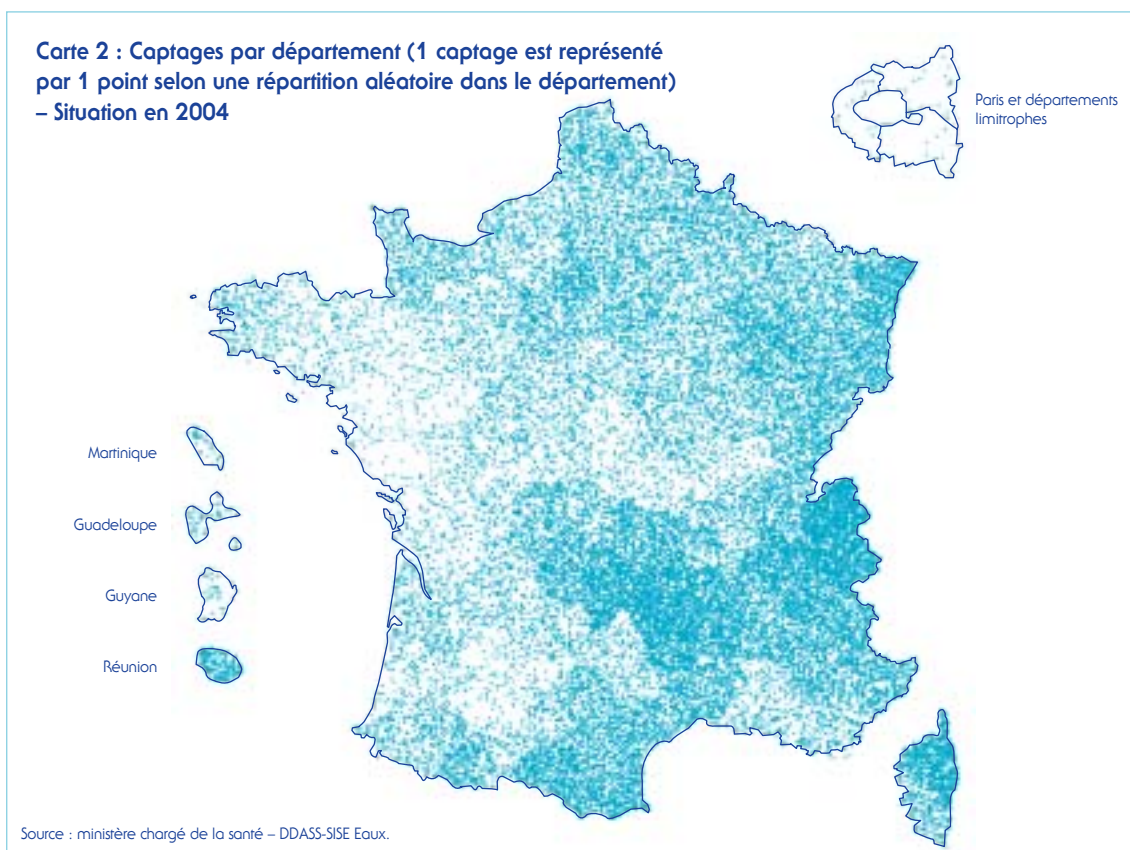 Carte 2 : Captages par département (1 captage est représenté
par 1 point selon une répartition aléatoire dans le département)
– Situation en 2004
Paris et départements
limitrophes
Martinique
Guadeloupe
Guyane
Réunion
Source : ministère chargé de la santé – DDASS-SISE Eaux.